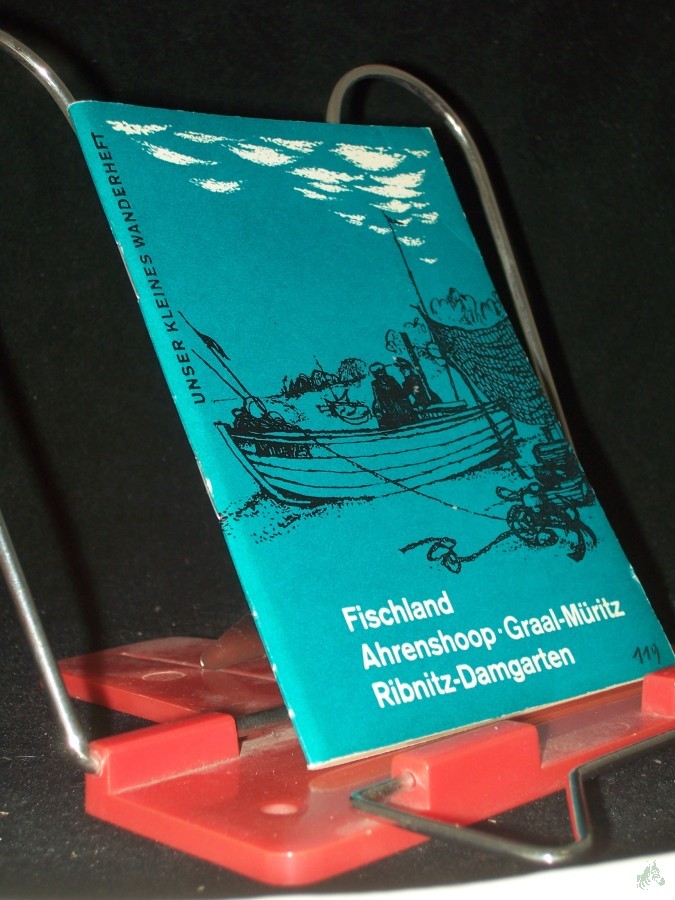 UNSER KLEINES WANDERHEFT
Fischland
Ahrenshoop · Graal-Müritz
Ribnitz-Damgarten
119